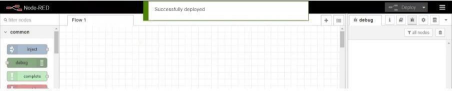 Node-RED
Successfully deployed
Deploy
filter nodes
Flow 1
debug
common
all nodes
inject
debug
complete